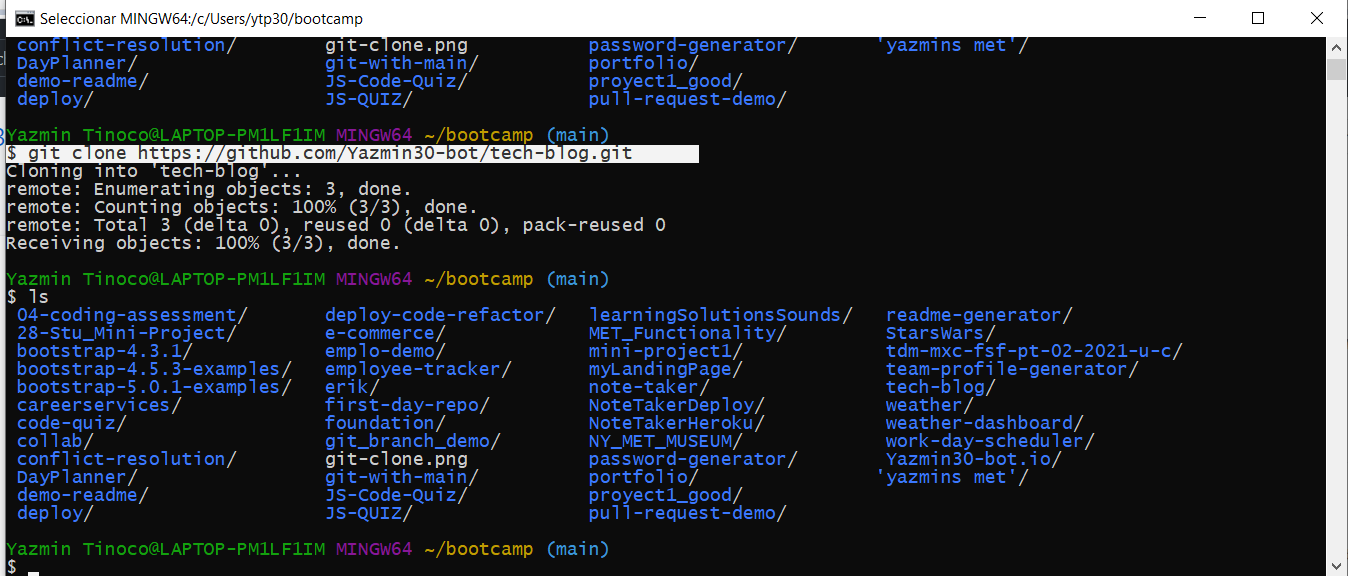 Seleccionar MINGW64:/c/Users/ytp30/bootcamp
conflict-resolution/ git-clone.png password-generator/ 'yazmins met'/
DayPlanner/ git-with-main/ portfolio/
demo-readme/ JS-Code-Quiz/ proyect1_good/
deploy/ JS-QUIZ/ pull-request-demo/
Yazmin Tinoco@LAPTOP-PM1LF1IM MINGW64 ~/bootcamp (main)
$ git clone https://github.com/Yazmin30-bot/tech-blog.git
Cloning into 'tech-blog'...
remote: Enumerating objects: 3, done.
remote: Counting objects: 100% (3/3), done.
remote: Total 3 (delta 0), reused 0 (delta 0), pack-reused 0
Receiving objects: 100% (3/3), done.
Yazmin Tinoco@LAPTOP-PM1LF1IM MINGW64 ~/bootcamp (main)
$ ls
04-coding-assessment/ deploy-code-refactor/ learningSolutionsSounds/ readme-generator/
28-Stu_Mini-Project/ e-commerce/ MET_Functionality/ StarsWars/
bootstrap-4.3.1/ emplo-demo/ mini-project1/ tdm-mxc-fsf-pt-02-2021-u-c/
bootstrap-4.5.3-examples/ employee-tracker/ myLandingPage/ team-profile-generator/
bootstrap-5.0.1-examples/ erik/ note-taker/ tech-blog/
careerservices/ first-day-repo/ NoteTakerDeploy/ weather/
code-quiz/ foundation/ NoteTakerHeroku/ weather-dashboard/
collab/ git_branch_demo/ NY_MET_MUSEUM/ work-day-scheduler/
conflict-resolution/ git-clone.png password-generator/ Yazmin30-bot.io/
DayPlanner/ git-with-main/ portfolio/ 'yazmins met'/
demo-readme/ JS-Code-Quiz/ proyect1_good/
deploy/ JS-QUIZ/ pull-request-demo/
Yazmin Tinoco@LAPTOP-PM1LF1IM MINGW64 ~/bootcamp (main)
$